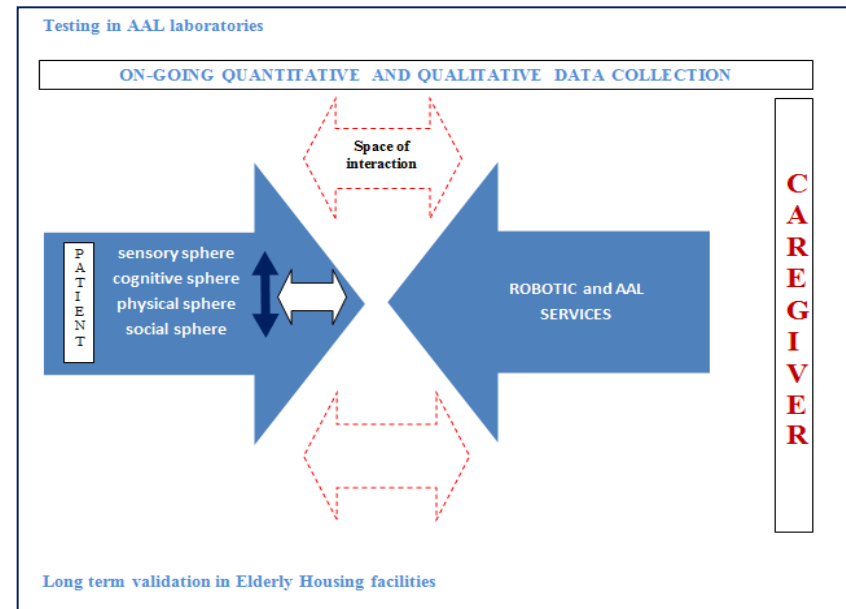 Testing in AAL laboratories
ON-GOING QUANTITATIVE AND QUALITATIVE DATA COLLECTION
Space of
interaction
PATIENT
sensory sphere
cognitive sphere
physical sphere
social sphere
ROBOTIC and AAL
SERVICES
CAREGIVER
Long term validation in Elderly Housing facilities